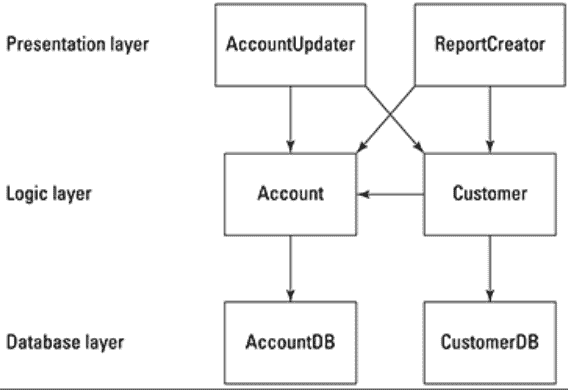 Presentation layer
AccountUpdater
ReportCreator
Logic layer
Account
Customer
Database layer
AccountDB
CustomerDB